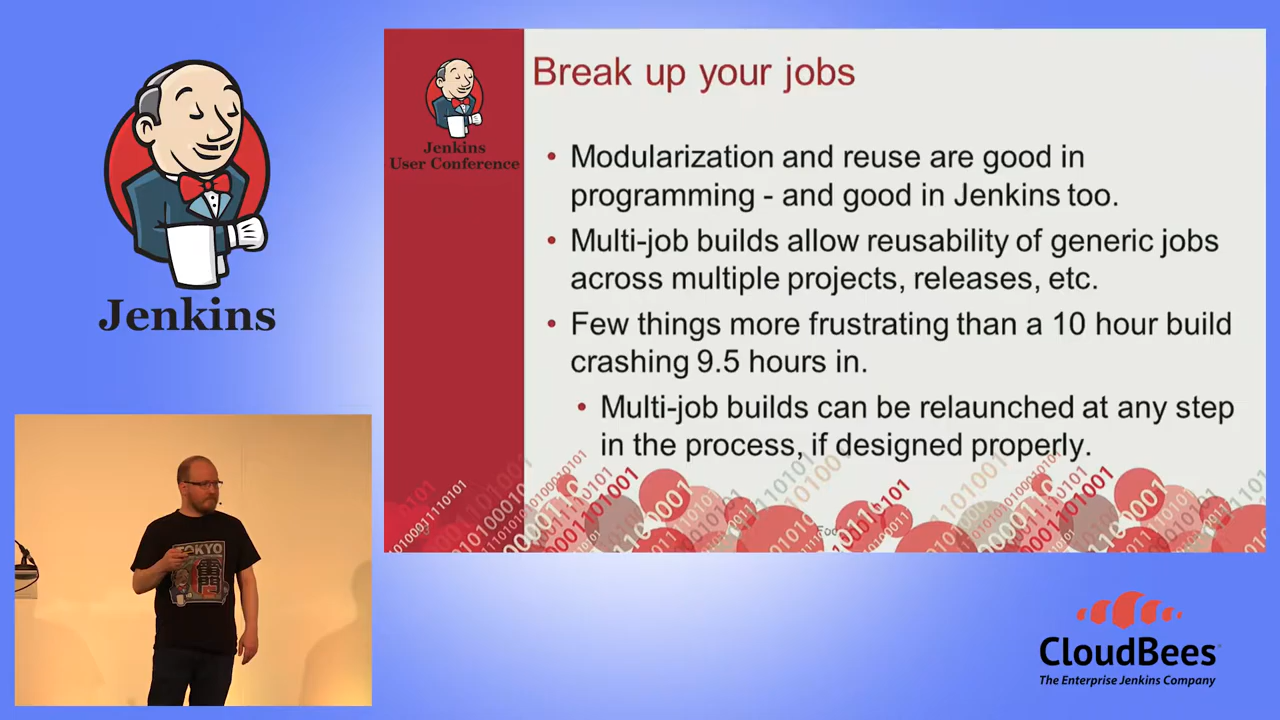 Jenkins
Jenkins
User Conference
Break up your jobs
• Modularization and reuse are good in
programming - and good in Jenkins too.
• Multi-job builds allow reusability of generic jobs
across multiple projects, releases, etc.
• Few things more frustrating than a 10 hour build
crashing 9.5 hours in.
• Multi-job builds can be relaunched at any step
in the process, if designed properly.
TOKYO
CloudBees
The Enterprise Jenkins Company